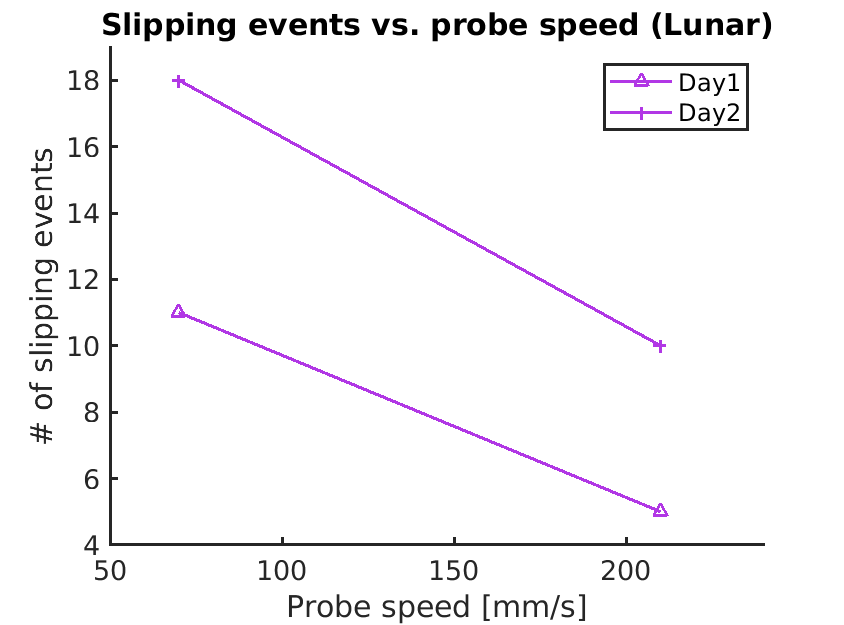 Slipping events vs. probe speed (Lunar)
Day1
Day2
# of slipping events
18
16
14
12
10
8
6
4
50 100 150 200
Probe speed [mm/s]